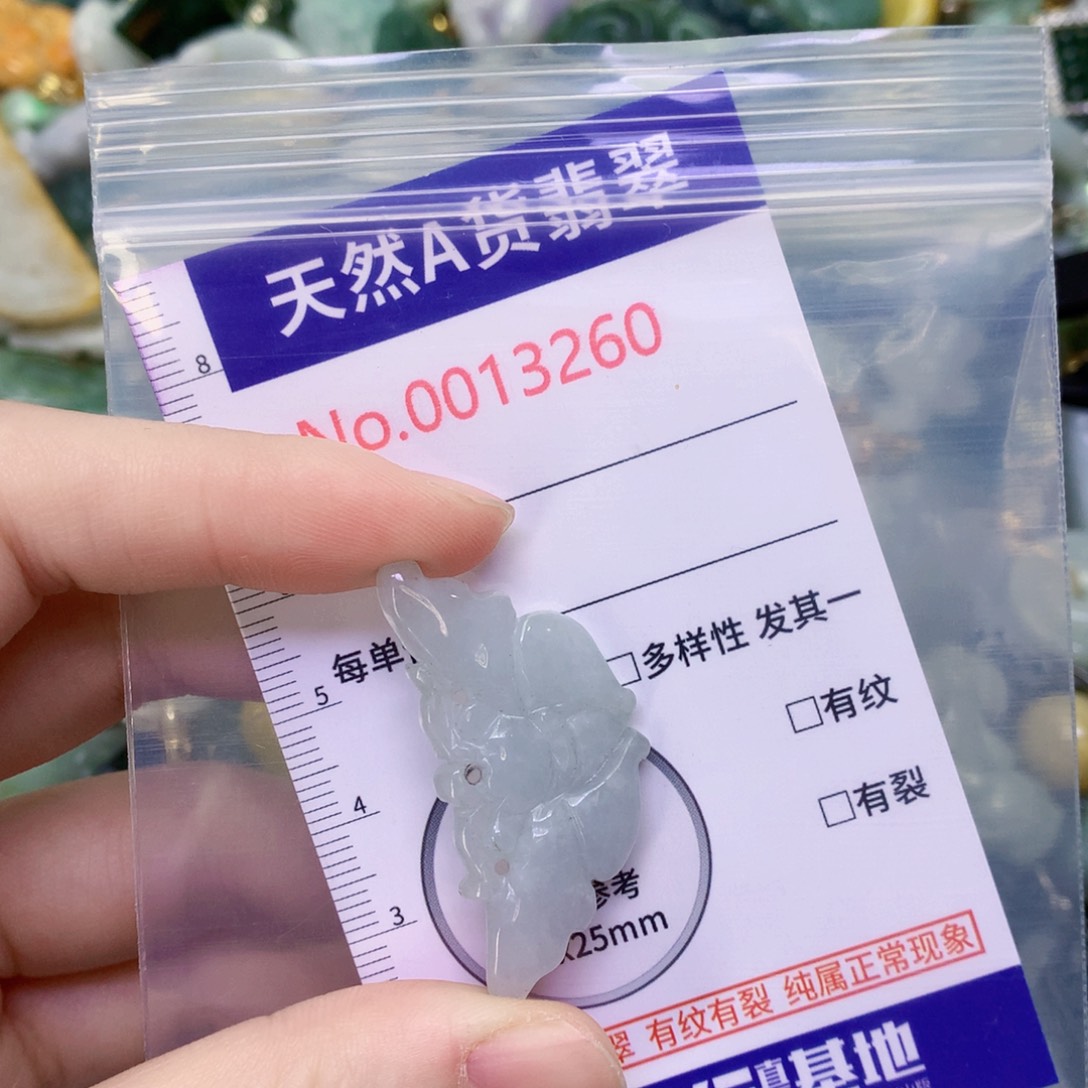 天然A货翡翠
No.0013260
8
每单
□多样性 发其一
5
□有纹
4
□有裂
参考
25mm
3
翠 有纹有裂 纯属正常现象
基地